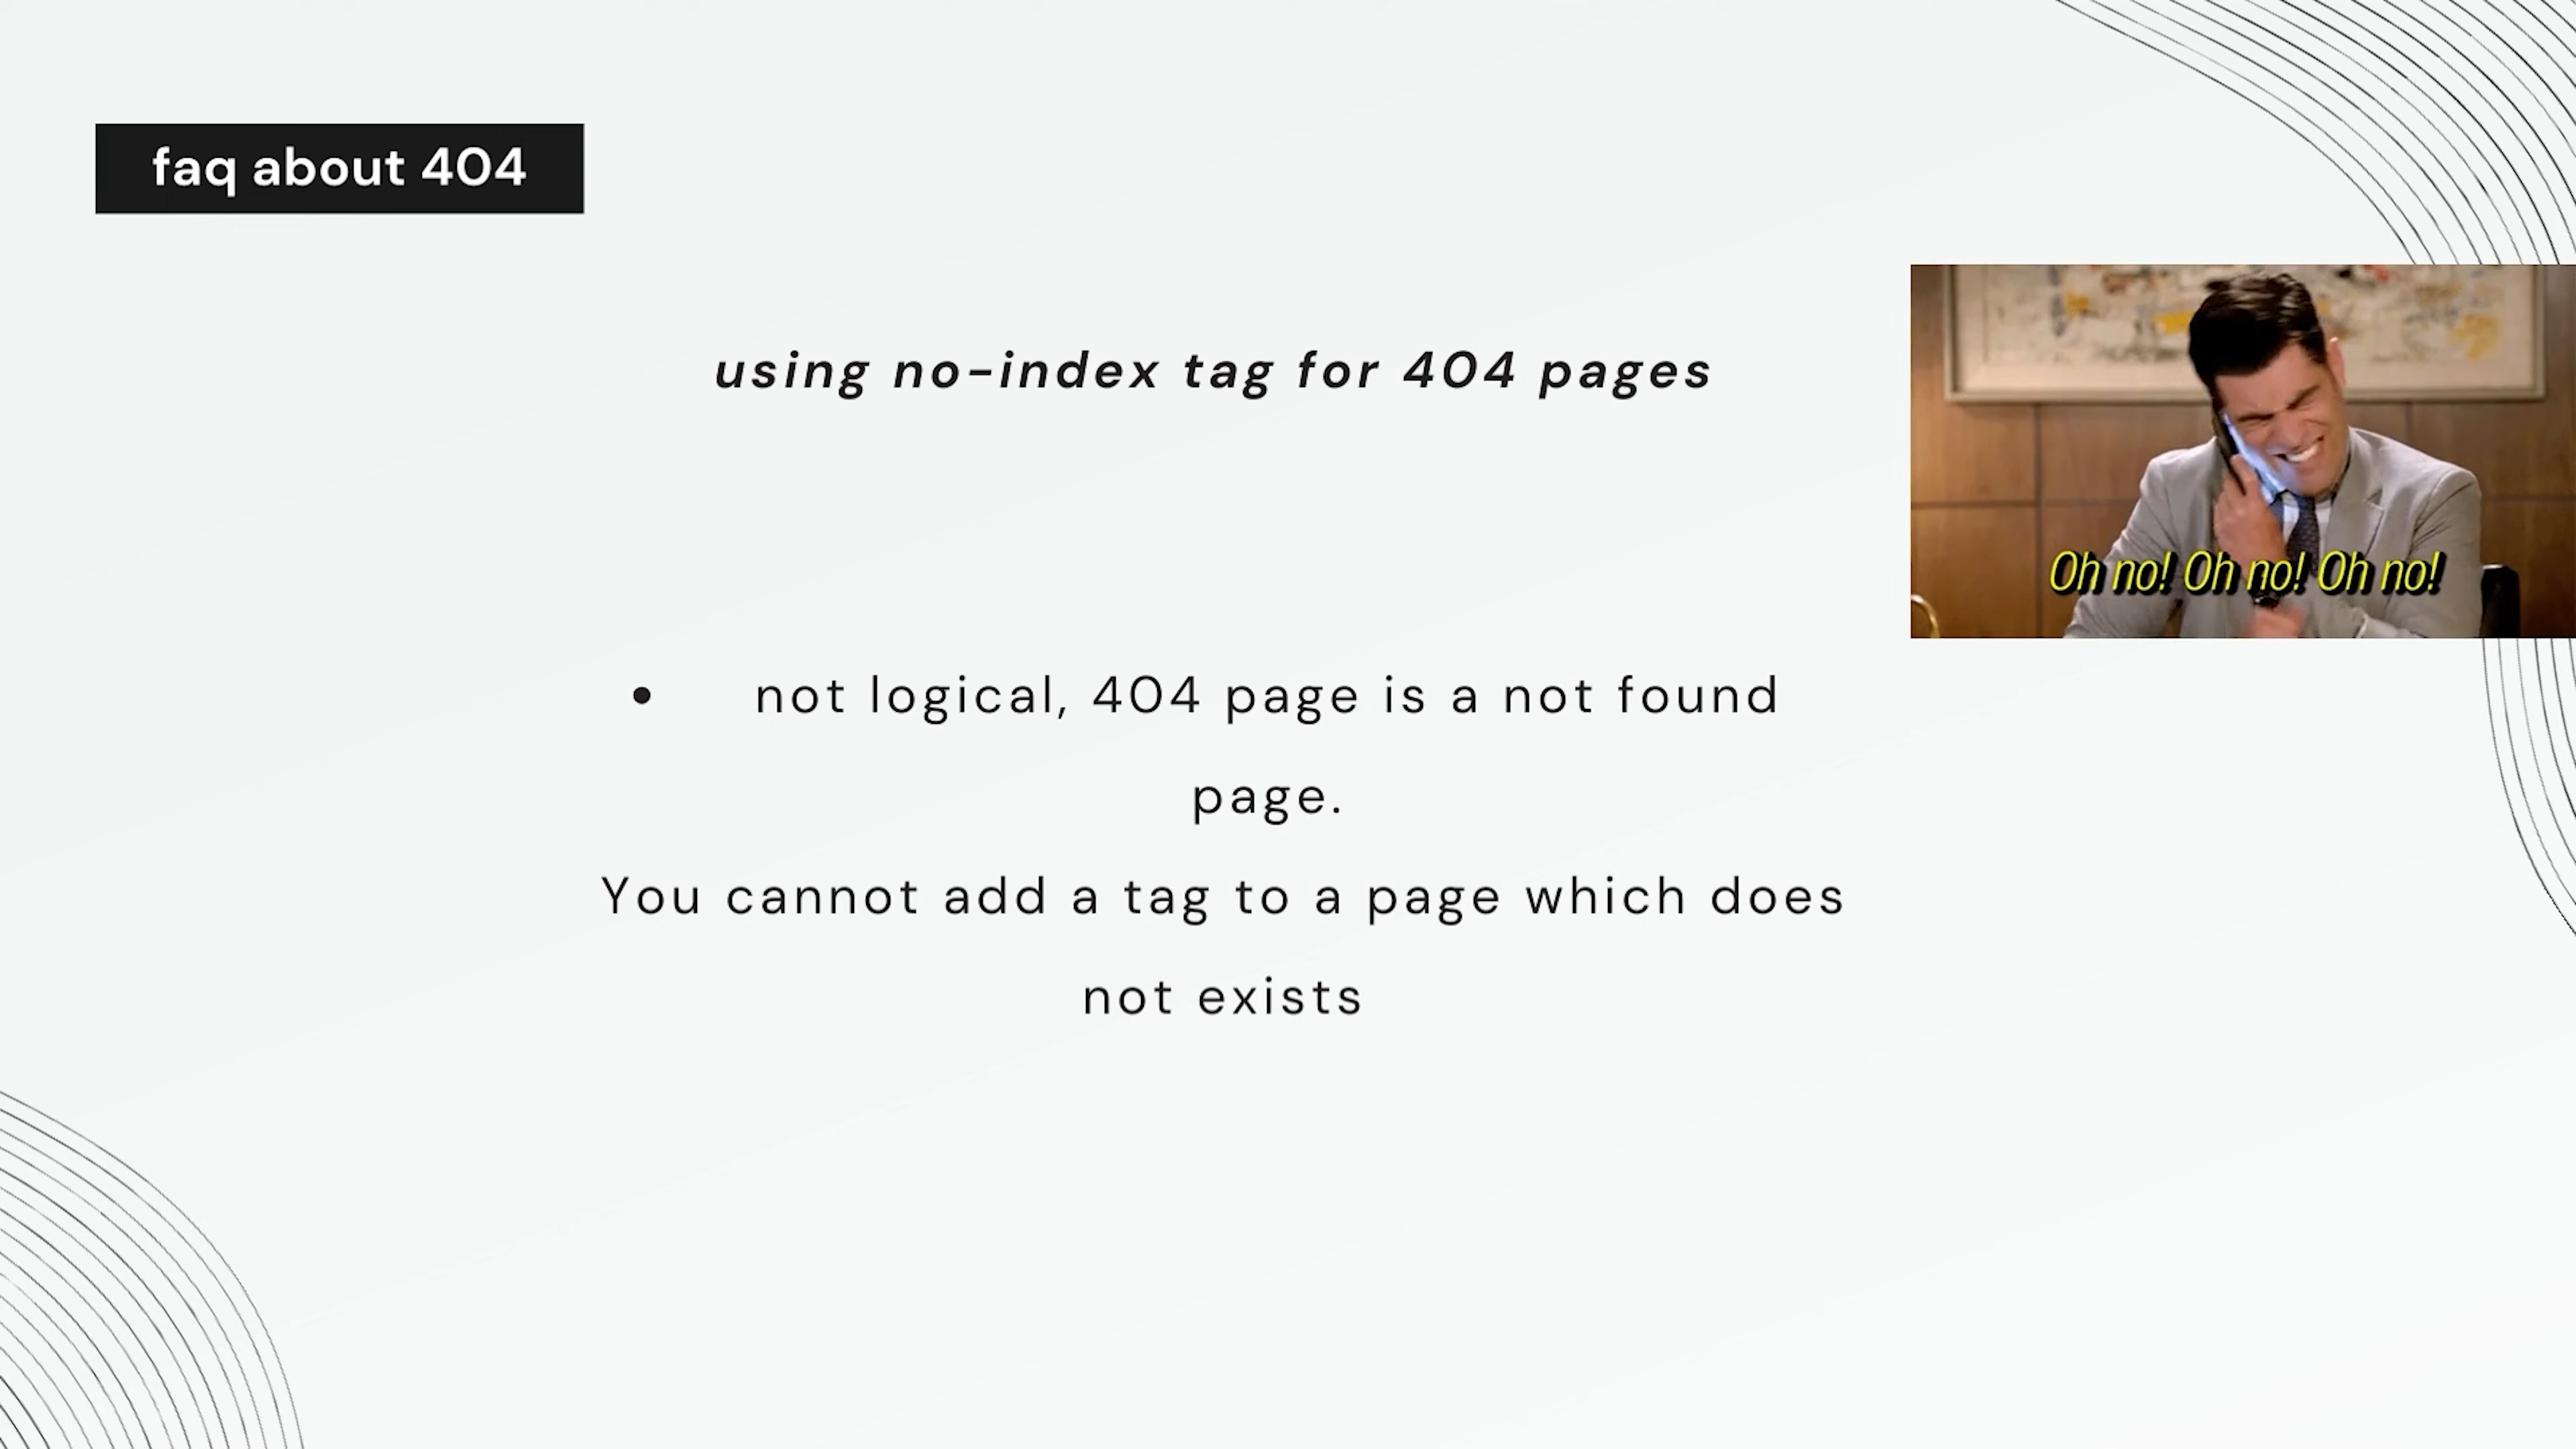 faq about 404
using no-index tag for 404 pages
Oh no! Oh no! Oh no!
• not logical, 404 page is a not found
page.
You cannot add a tag to a page which does
not exists